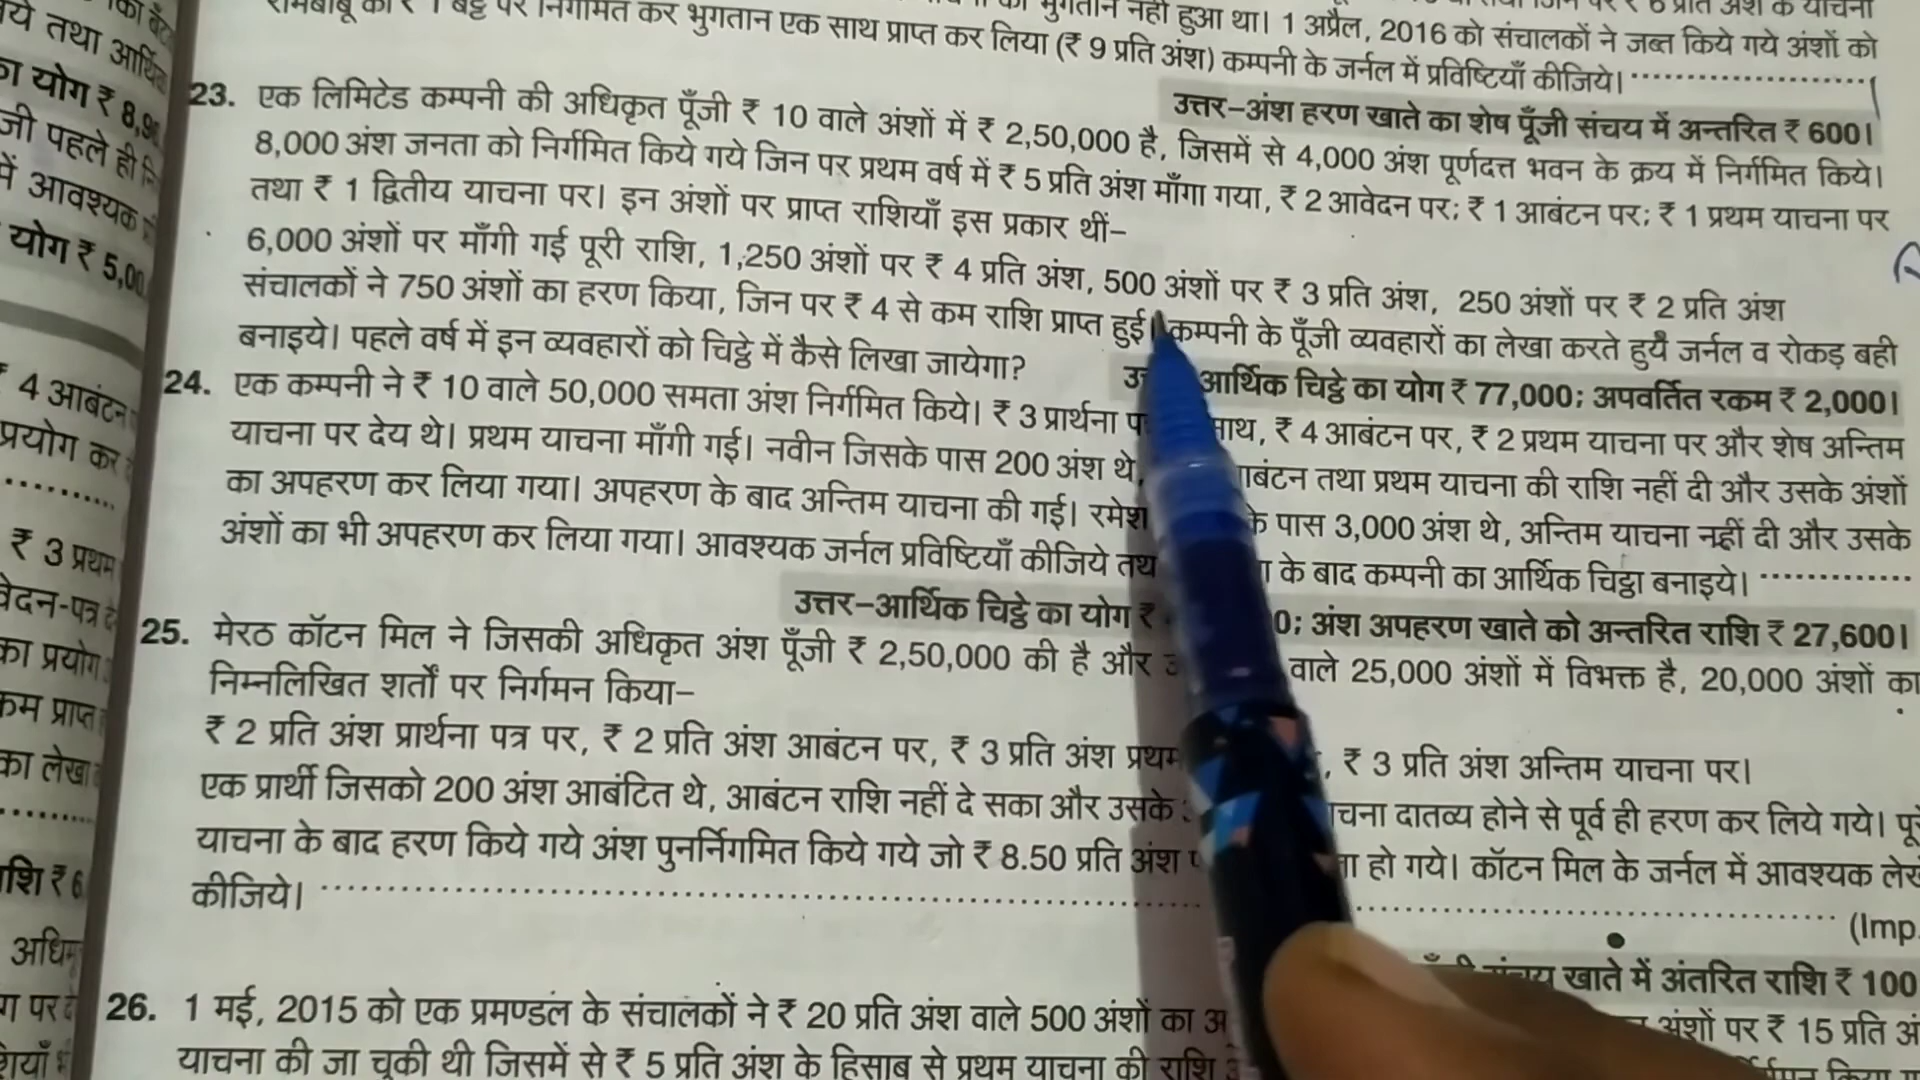 भुगतान नहीं हुआ था। 1 अप्रैल, 2016 को संचालकों ने जब्त किये गये अंशों को
1 बट्टे पर निर्गमित कर भुगतान एक साथ प्राप्त कर लिया (₹ 9 प्रति अंश) कम्पनी के जर्नल में प्रविष्टियाँ कीजिये।
उत्तर–अंश हरण खाते का शेष पूँजी संचय में अन्तरित ₹ 600।
23. एक लिमिटेड कम्पनी की अधिकृत पूँजी ₹ 10 वाले अंशों में ₹ 2,50,000 है, जिसमें से 4,000 अंश पूर्णदत्त भवन के क्रय में निर्गमित किये।
8,000 अंश जनता को निर्गमित किये गये जिन पर प्रथम वर्ष में ₹ 5 प्रति अंश माँगा गया, ₹ 2 आवेदन पर; ₹ 1 आबंटन पर; ₹ 1 प्रथम याचना पर
तथा ₹ 1 द्वितीय याचना पर। इन अंशों पर प्राप्त राशियाँ इस प्रकार थीं–
6,000 अंशों पर माँगी गई पूरी राशि, 1,250 अंशों पर ₹ 4 प्रति अंश, 500 अंशों पर ₹ 3 प्रति अंश, 250 अंशों पर ₹ 2 प्रति अंश
संचालकों ने 750 अंशों का हरण किया, जिन पर ₹ 4 से कम राशि प्राप्त हुई। कम्पनी के पूँजी व्यवहारों का लेखा करते हुये जर्नल व रोकड़ बही
बनाइये। पहले वर्ष में इन व्यवहारों को चिट्ठे में कैसे लिखा जायेगा?
आर्थिक चिट्ठे का योग ₹ 77,000; अपवर्तित रकम ₹ 2,000।
24. एक कम्पनी ने ₹ 10 वाले 50,000 समता अंश निर्गमित किये। ₹ 3 प्रार्थना साथ, ₹ 4 आबंटन पर, ₹ 2 प्रथम याचना पर और शेष अन्तिम
याचना पर देय थे। प्रथम याचना माँगी गई। नवीन जिसके पास 200 अंश थे, आबंटन तथा प्रथम याचना की राशि नहीं दी और उसके अंशों
का अपहरण कर लिया गया। अपहरण के बाद अन्तिम याचना की गई। रमेश के पास 3,000 अंश थे, अन्तिम याचना नहीं दी और उसके
अंशों का भी अपहरण कर लिया गया। आवश्यक जर्नल प्रविष्टियाँ कीजिये के बाद कम्पनी का आर्थिक चिट्ठा बनाइये।
उत्तर–आर्थिक चिट्ठे का योग ₹ 0; अंश अपहरण खाते को अन्तरित राशि ₹ 27,600।
25. मेरठ कॉटन मिल ने जिसकी अधिकृत अंश पूँजी ₹ 2,50,000 की है और वाले 25,000 अंशों में विभक्त है, 20,000 अंशों का
निम्नलिखित शर्तों पर निर्गमन किया–
₹ 2 प्रति अंश प्रार्थना पत्र पर, ₹ 2 प्रति अंश आबंटन पर, ₹ 3 प्रति अंश प्रथम , ₹ 3 प्रति अंश अन्तिम याचना पर।
एक प्रार्थी जिसको 200 अंश आबंटित थे, आबंटन राशि नहीं दे सका और उसके दातव्य होने से पूर्व ही हरण कर लिये गये।
याचना के बाद हरण किये गये अंश पुनर्निगमित किये गये जो ₹ 8.50 प्रति अंश हो गये। कॉटन मिल के जर्नल में आवश्यक
कीजिये।
(Imp.
खाते में अंतरित राशि ₹ 100
26. 1 मई, 2015 को एक प्रमण्डल के संचालकों ने ₹ 20 प्रति अंश वाले 500 अंशों का अंशों पर ₹ 15 प्रति
याचना की जा चुकी थी जिसमें से ₹ 5 प्रति अंश के हिसाब से प्रथम याचना की राशि